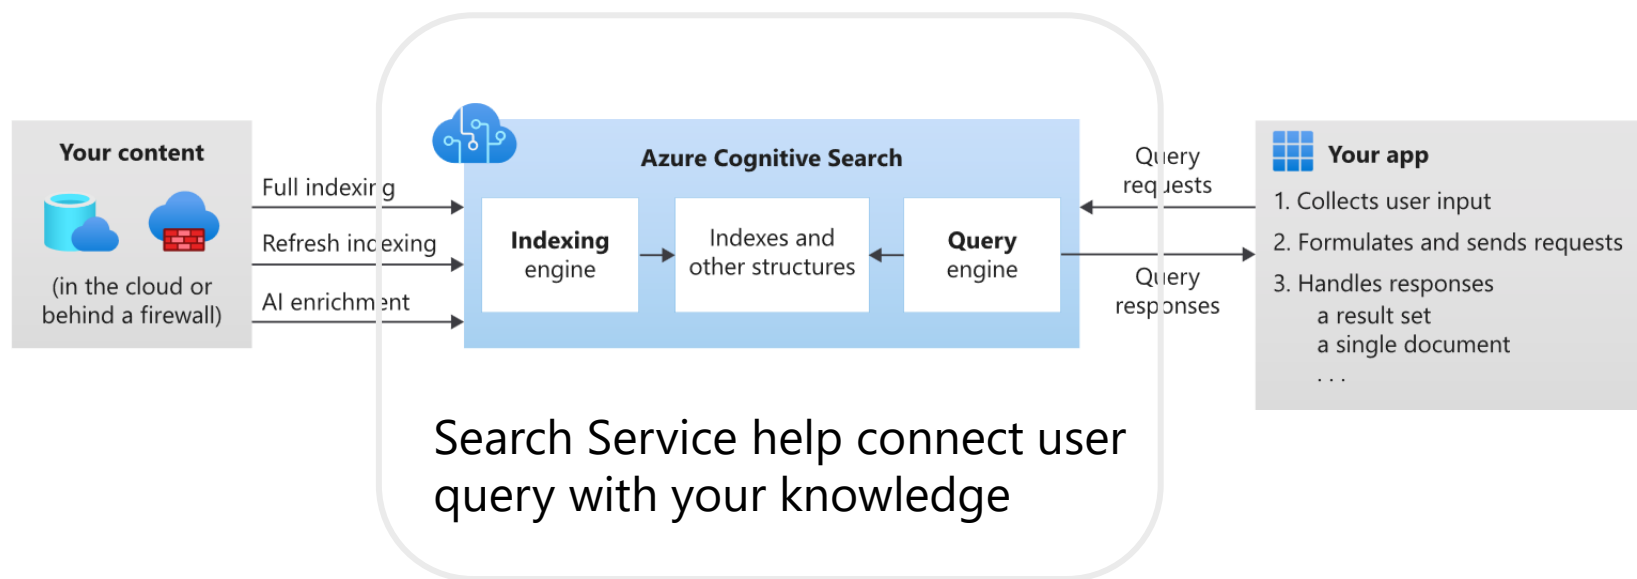 Your content
(in the cloud or
behind a firewall)
Full indexing
Refresh indexing
AI enrichment
Azure Cognitive Search
Indexing
engine
Indexes and
other structures
Query
engine
Query
requests
Query
responses
Your app
1. Collects user input
2. Formulates and sends requests
3. Handles responses
a result set
a single document
. . .
Search Service help connect user
query with your knowledge